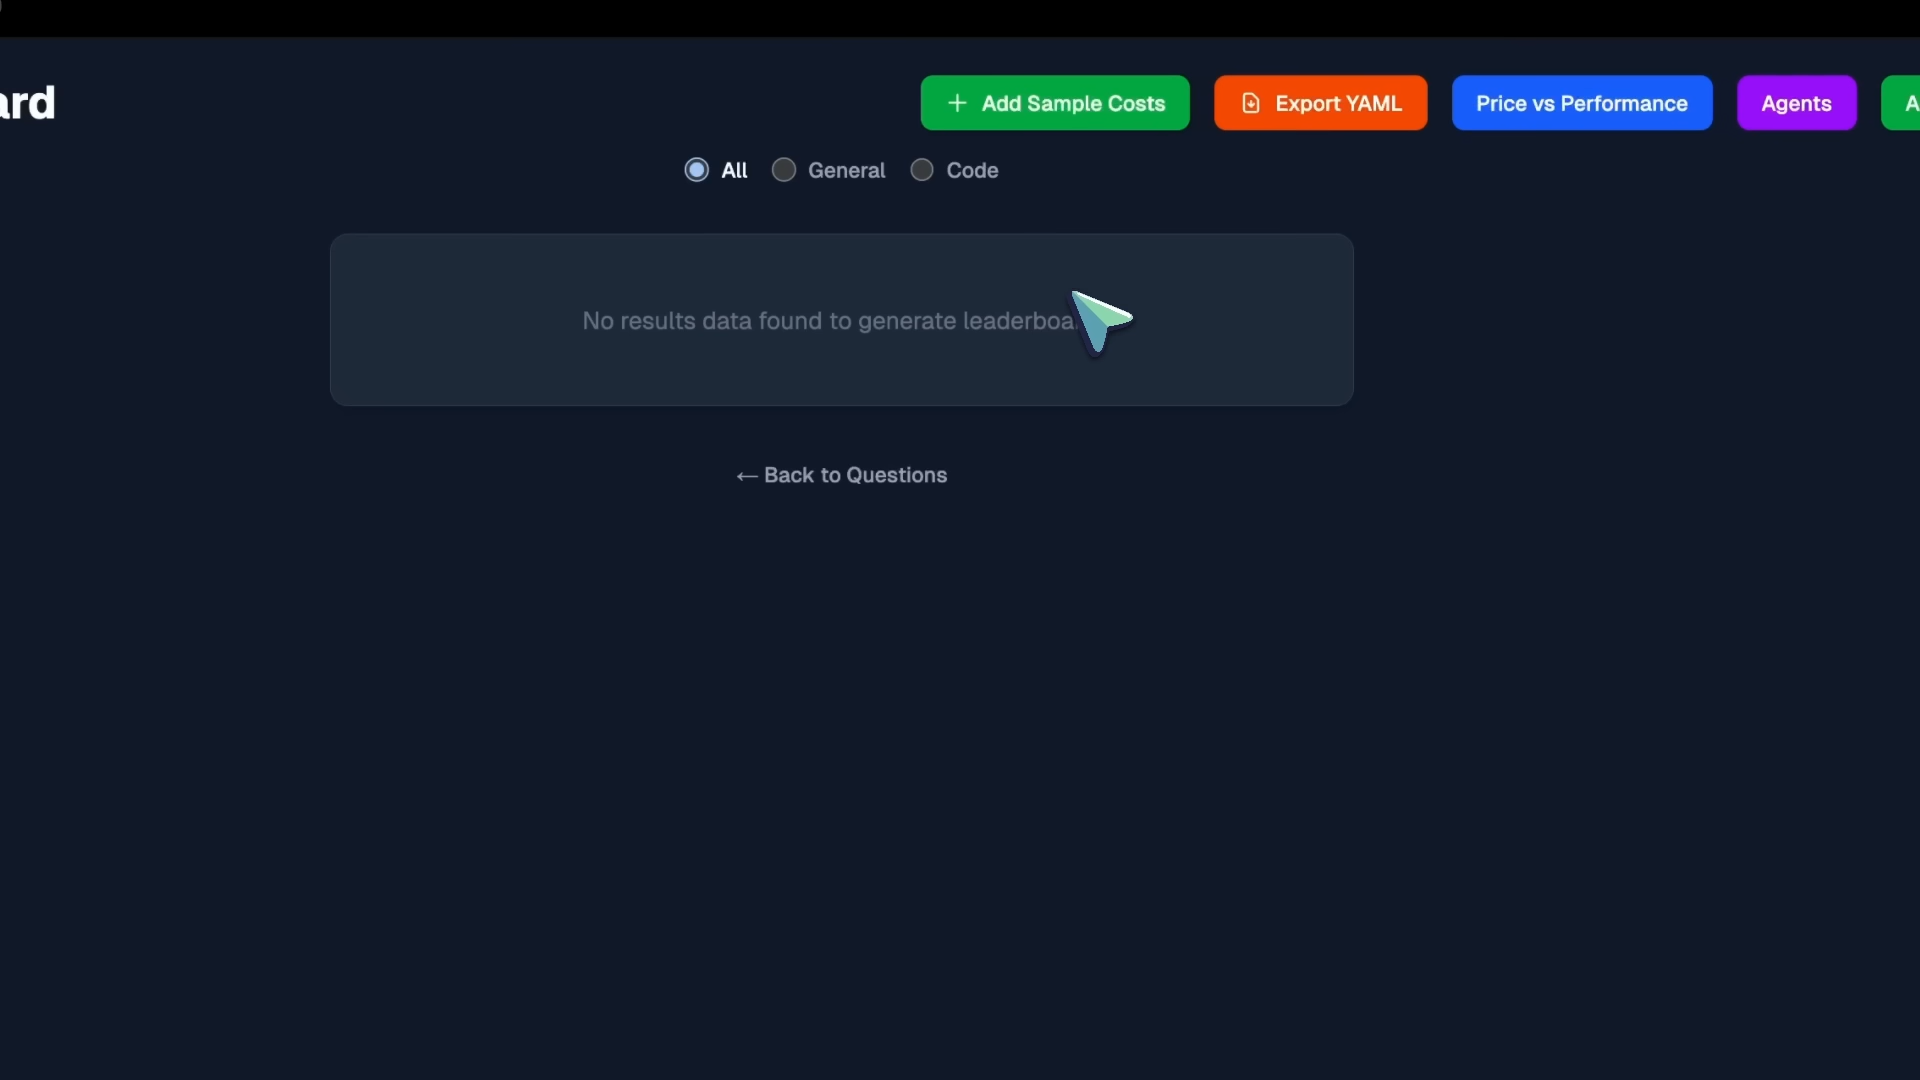 ard
Add Sample Costs
Export YAML
Price vs Performance
Agents
A
All
General
Code
No results data found to generate
← Back to Questions